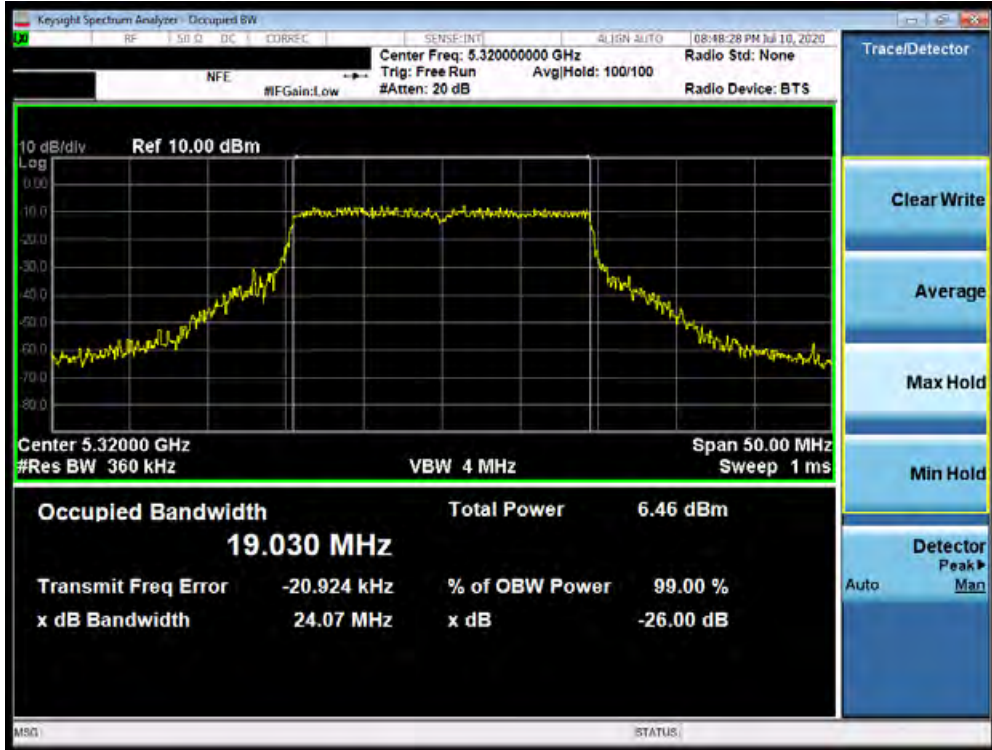 Keysight Spectrum Analyzer - Occupied BW
RF 50 Ω DC CORREC SENSE:INT ALIGN AUTO 08:48:28 PM Jul 10, 2020
Center Freq: 5.320000000 GHz Radio Std: None
NFE Trig: Free Run Avg|Hold: 100/100
#IFGain:Low #Atten: 20 dB Radio Device: BTS
10 dB/div Ref 10.00 dBm
Log
0.00
-10.0
-20.0
-30.0
-40.0
-50.0
-60.0
-70.0
-80.0
Center 5.32000 GHz Span 50.00 MHz
#Res BW 360 kHz VBW 4 MHz Sweep 1 ms
Occupied Bandwidth Total Power 6.46 dBm
19.030 MHz
Transmit Freq Error -20.924 kHz % of OBW Power 99.00 %
x dB Bandwidth 24.07 MHz x dB -26.00 dB
MSG STATUS
Trace/Detector
Clear Write
Average
Max Hold
Min Hold
Detector
Peak▶
Auto Man